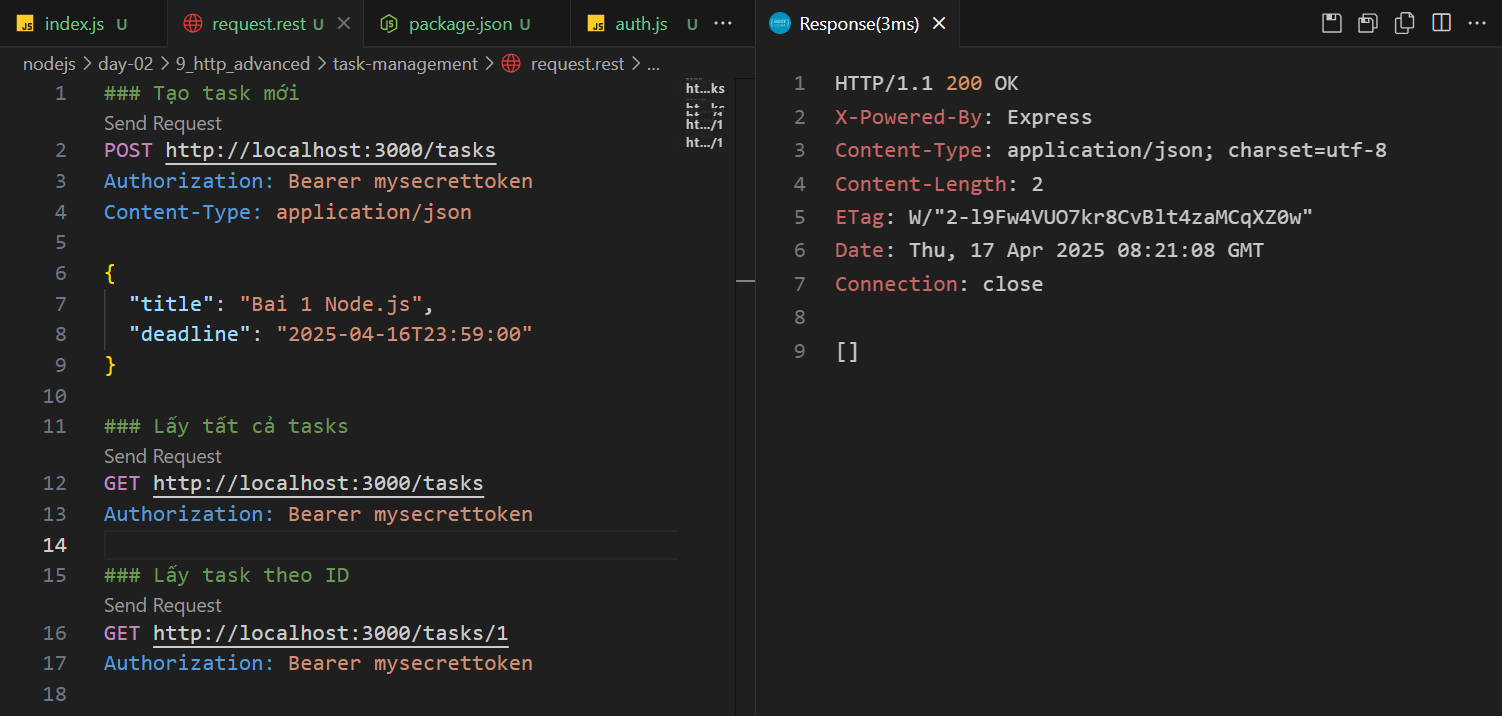 index.js U request.rest U package.json U auth.js U
nodejs > day-02 > 9_http_advanced > task-management > request.rest > ...
1 ### Tạo task mới
Send Request
2 POST http://localhost:3000/tasks
3 Authorization: Bearer mysecrettoken
4 Content-Type: application/json
5
6 {
7 "title": "Bai 1 Node.js",
8 "deadline": "2025-04-16T23:59:00"
9 }
10
11 ### Lấy tất cả tasks
Send Request
12 GET http://localhost:3000/tasks
13 Authorization: Bearer mysecrettoken
14
15 ### Lấy task theo ID
Send Request
16 GET http://localhost:3000/tasks/1
17 Authorization: Bearer mysecrettoken
18
ht...ks
ht.../1
ht.../1
Response(3ms)
1 HTTP/1.1 200 OK
2 X-Powered-By: Express
3 Content-Type: application/json; charset=utf-8
4 Content-Length: 2
5 ETag: W/"2-l9Fw4VUO7kr8CvBlt4zaMCqXZ0w"
6 Date: Thu, 17 Apr 2025 08:21:08 GMT
7 Connection: close
8
9 []